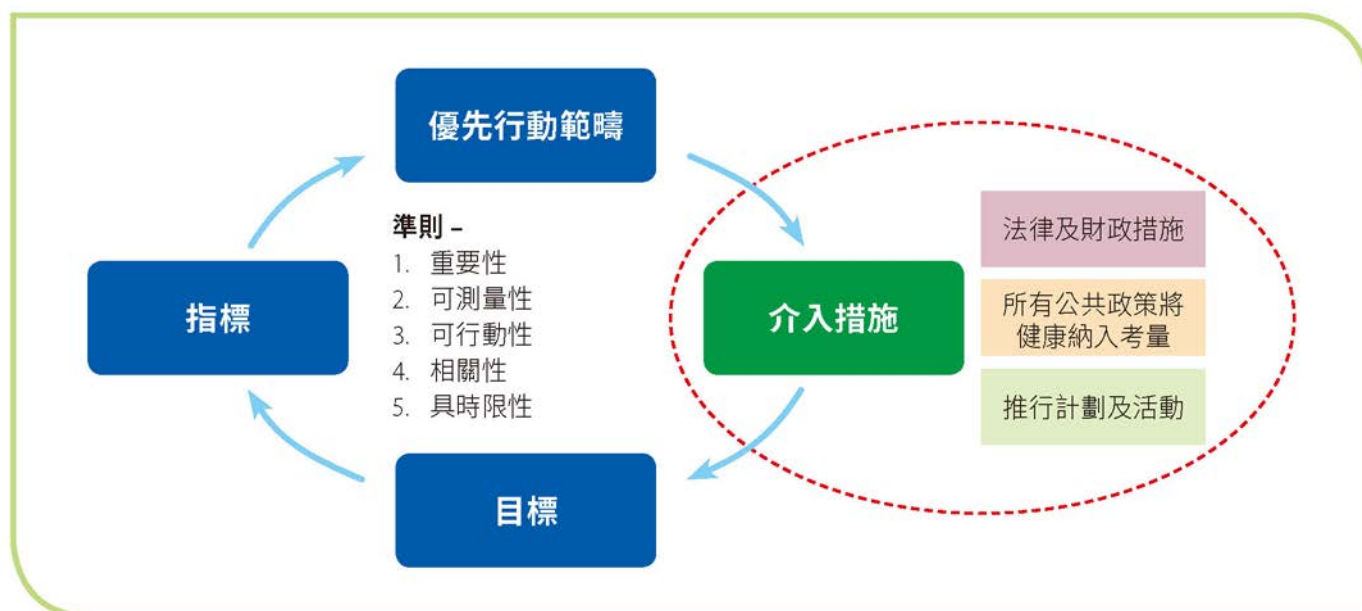 優先行動範疇
準則 –
1. 重要性
2. 可測量性
3. 可行動性
4. 相關性
5. 具時限性
指標
介入措施
法律及財政措施
所有公共政策將
健康納入考量
推行計劃及活動
目標